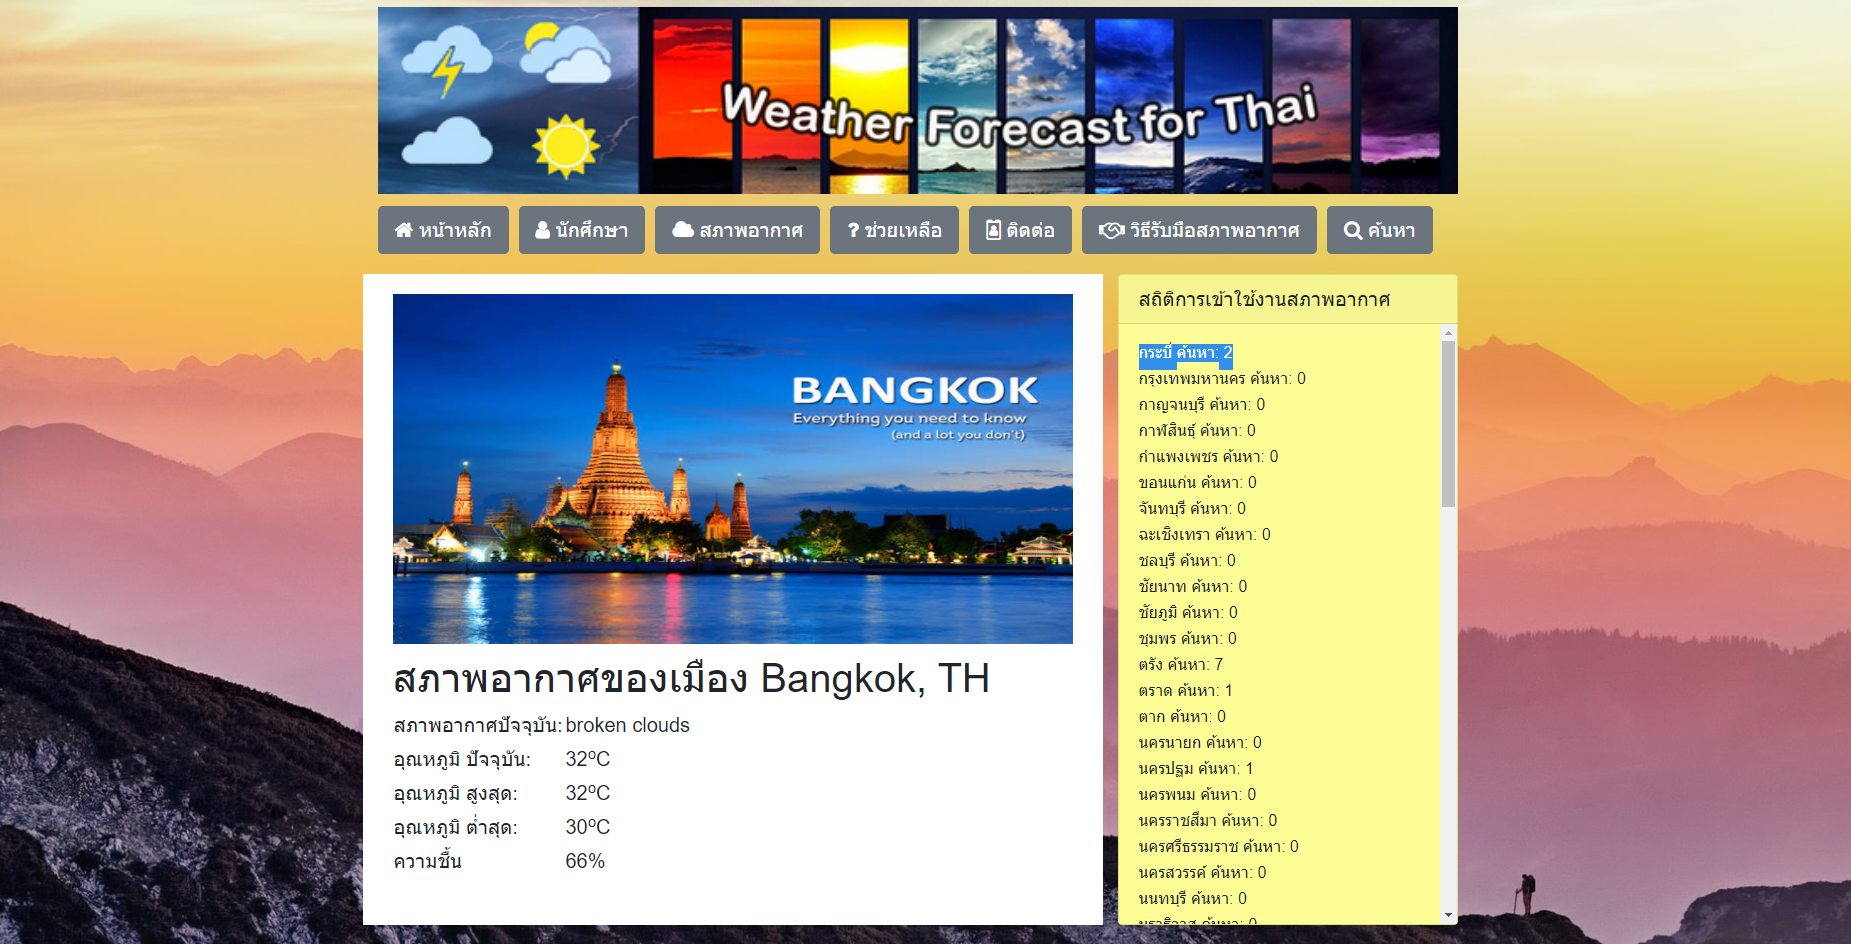 Weather Forecast for Thai
หน้าหลัก
นักศึกษา
สภาพอากาศ
? ช่วยเหลือ
ติดต่อ
วิธีรับมือสภาพอากาศ
ค้นหา
BANGKOK
Everything you need to know
(and a lot you don't)
สภาพอากาศของเมือง Bangkok, TH
สภาพอากาศปัจจุบัน: broken clouds
อุณหภูมิ ปัจจุบัน: 32ºC
อุณหภูมิ สูงสุด: 32ºC
อุณหภูมิ ต่ำสุด: 30ºC
ความชื้น 66%
สถิติการเข้าใช้งานสภาพอากาศ
กระบี่ ค้นหา: 2
กรุงเทพมหานคร ค้นหา: 0
กาญจนบุรี ค้นหา: 0
กาฬสินธุ์ ค้นหา: 0
กำแพงเพชร ค้นหา: 0
ขอนแก่น ค้นหา: 0
จันทบุรี ค้นหา: 0
ฉะเชิงเทรา ค้นหา: 0
ชลบุรี ค้นหา: 0
ชัยนาท ค้นหา: 0
ชัยภูมิ ค้นหา: 0
ชุมพร ค้นหา: 0
ตรัง ค้นหา: 7
ตราด ค้นหา: 1
ตาก ค้นหา: 0
นครนายก ค้นหา: 0
นครปฐม ค้นหา: 1
นครพนม ค้นหา: 0
นครราชสีมา ค้นหา: 0
นครศรีธรรมราช ค้นหา: 0
นครสวรรค์ ค้นหา: 0
นนทบุรี ค้นหา: 0
นราธิวาส ค้นหา: 0